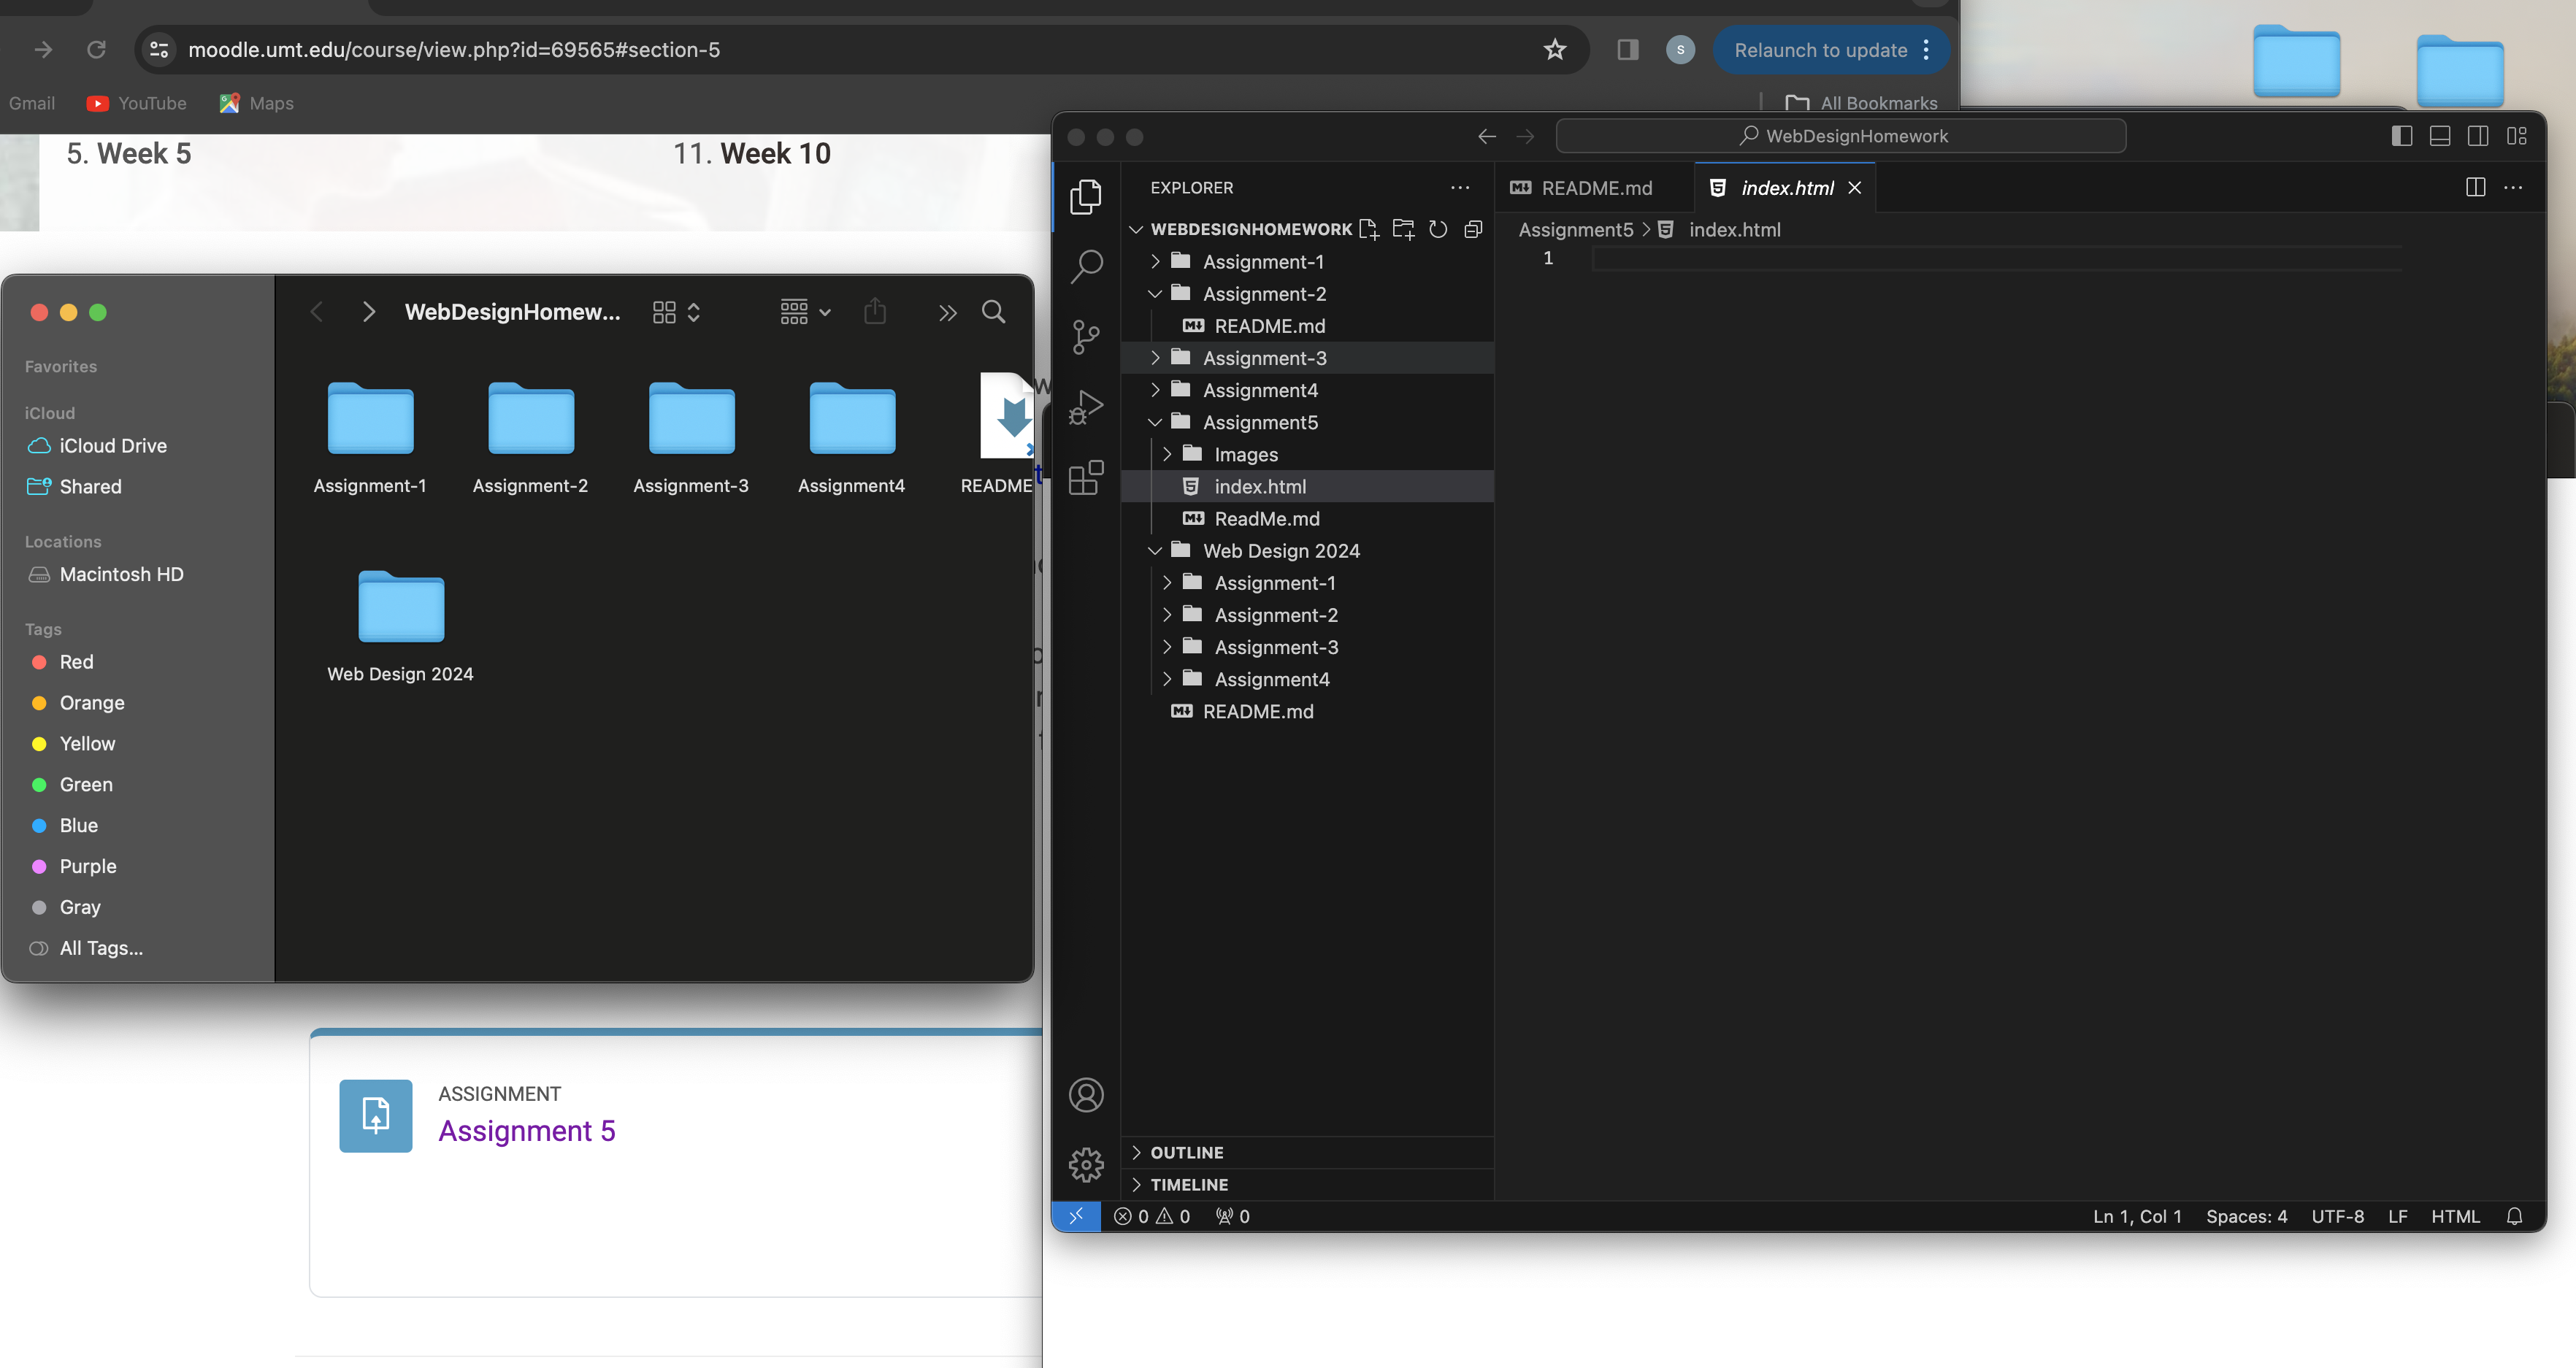 moodle.umt.edu/course/view.php?id=69565#section-5
S
Relaunch to update
Gmail
YouTube
Maps
All Bookmarks
5. Week 5
11. Week 10
WebDesignHomew...
Favorites
iCloud
iCloud Drive
Shared
Locations
Macintosh HD
Tags
Red
Orange
Yellow
Green
Blue
Purple
Gray
All Tags...
Assignment-1
Assignment-2
Assignment-3
Assignment4
README
Web Design 2024
ASSIGNMENT
Assignment 5
WebDesignHomework
EXPLORER
WEBDESIGNHOMEWORK
Assignment-1
Assignment-2
README.md
Assignment-3
Assignment4
Assignment5
Images
index.html
ReadMe.md
Web Design 2024
Assignment-1
Assignment-2
Assignment-3
Assignment4
README.md
OUTLINE
TIMELINE
README.md
index.html
Assignment5 > index.html
1
0 0 0
Ln 1, Col 1 Spaces: 4 UTF-8 LF HTML